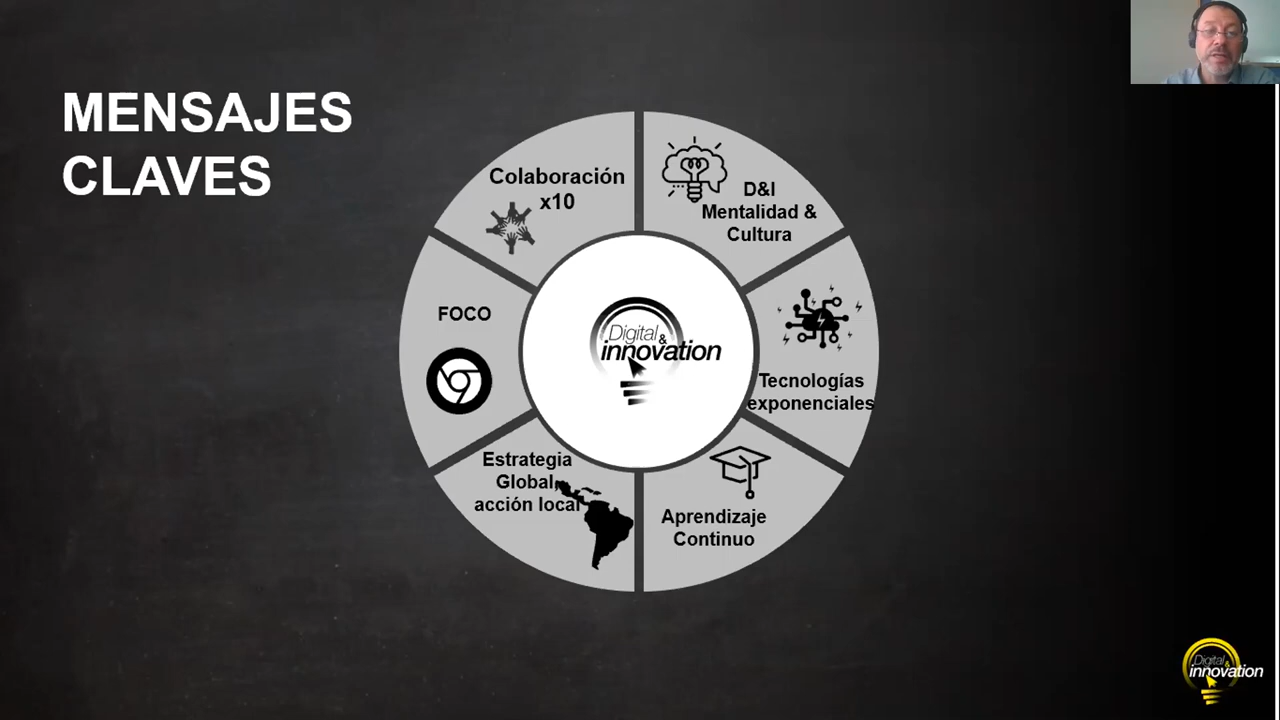 MENSAJES
CLAVES
Colaboración
x10
D&I
Mentalidad &
Cultura
FOCO
Tecnologías
exponenciales
Digital &
innovation
Estrategia
Global,
acción local
Aprendizaje
Continuo
Digital &
innovation